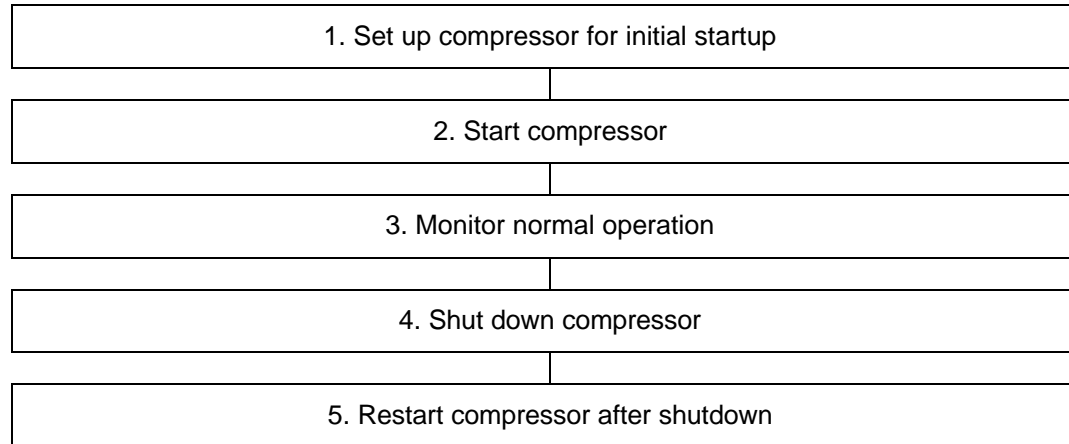 1. Set up compressor for initial startup
2. Start compressor
3. Monitor normal operation
4. Shut down compressor
5. Restart compressor after shutdown